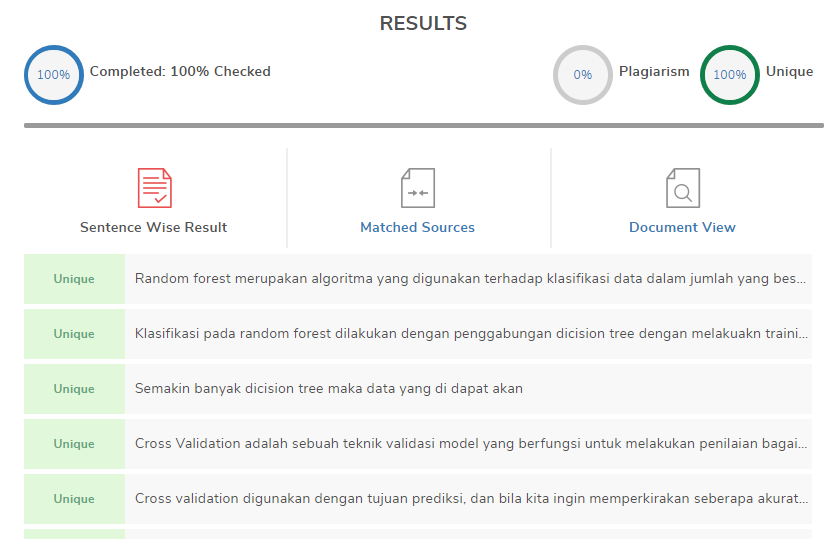 RESULTS
100% Completed: 100% Checked
0% Plagiarism 100% Unique
Sentence Wise Result
Matched Sources
Document View
Unique Random forest merupakan algoritma yang digunakan terhadap klasifikasi data dalam jumlah yang bes...
Unique Klasifikasi pada random forest dilakukan dengan penggabungan dicision tree dengan melakuakn traini...
Unique Semakin banyak dicision tree maka data yang di dapat akan
Unique Cross Validation adalah sebuah teknik validasi model yang berfungsi untuk melakukan penilaian bagai...
Unique Cross validation digunakan dengan tujuan prediksi, dan bila kita ingin memperkirakan seberapa akurat...